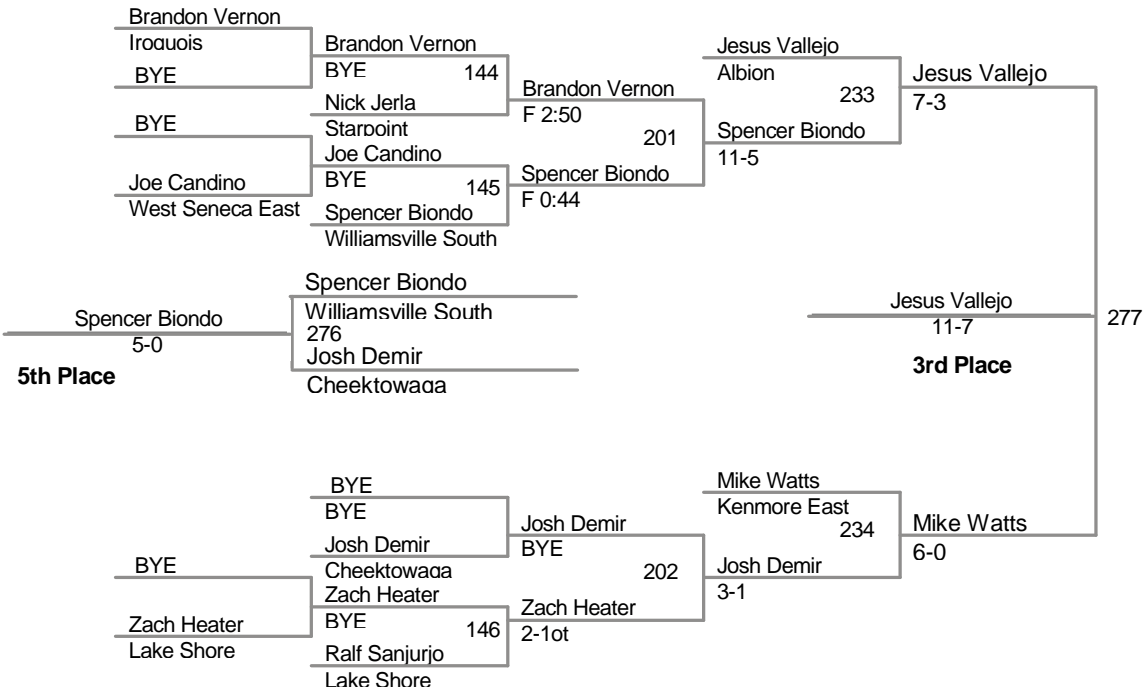 Brandon Vernon
Iroquois
BYE
BYE
Joe Candino
West Seneca East
Brandon Vernon
BYE
144
Nick Jerla
Starpoint
Joe Candino
BYE
145
Spencer Biondo
Williamsville South
Brandon Vernon
F 2:50
201
Spencer Biondo
F 0:44
Jesus Vallejo
Albion
233
Spencer Biondo
11-5
Jesus Vallejo
7-3
Spencer Biondo
Williamsville South
276
Josh Demir
Cheektowaga
Spencer Biondo
5-0
5th Place
Jesus Vallejo
11-7
3rd Place
277
BYE
Zach Heater
Lake Shore
BYE
BYE
Josh Demir
Cheektowaga
Zach Heater
BYE
146
Ralf Sanjurjo
Lake Shore
Josh Demir
BYE
202
Zach Heater
2-1ot
Mike Watts
Kenmore East
234
Josh Demir
3-1
Mike Watts
6-0